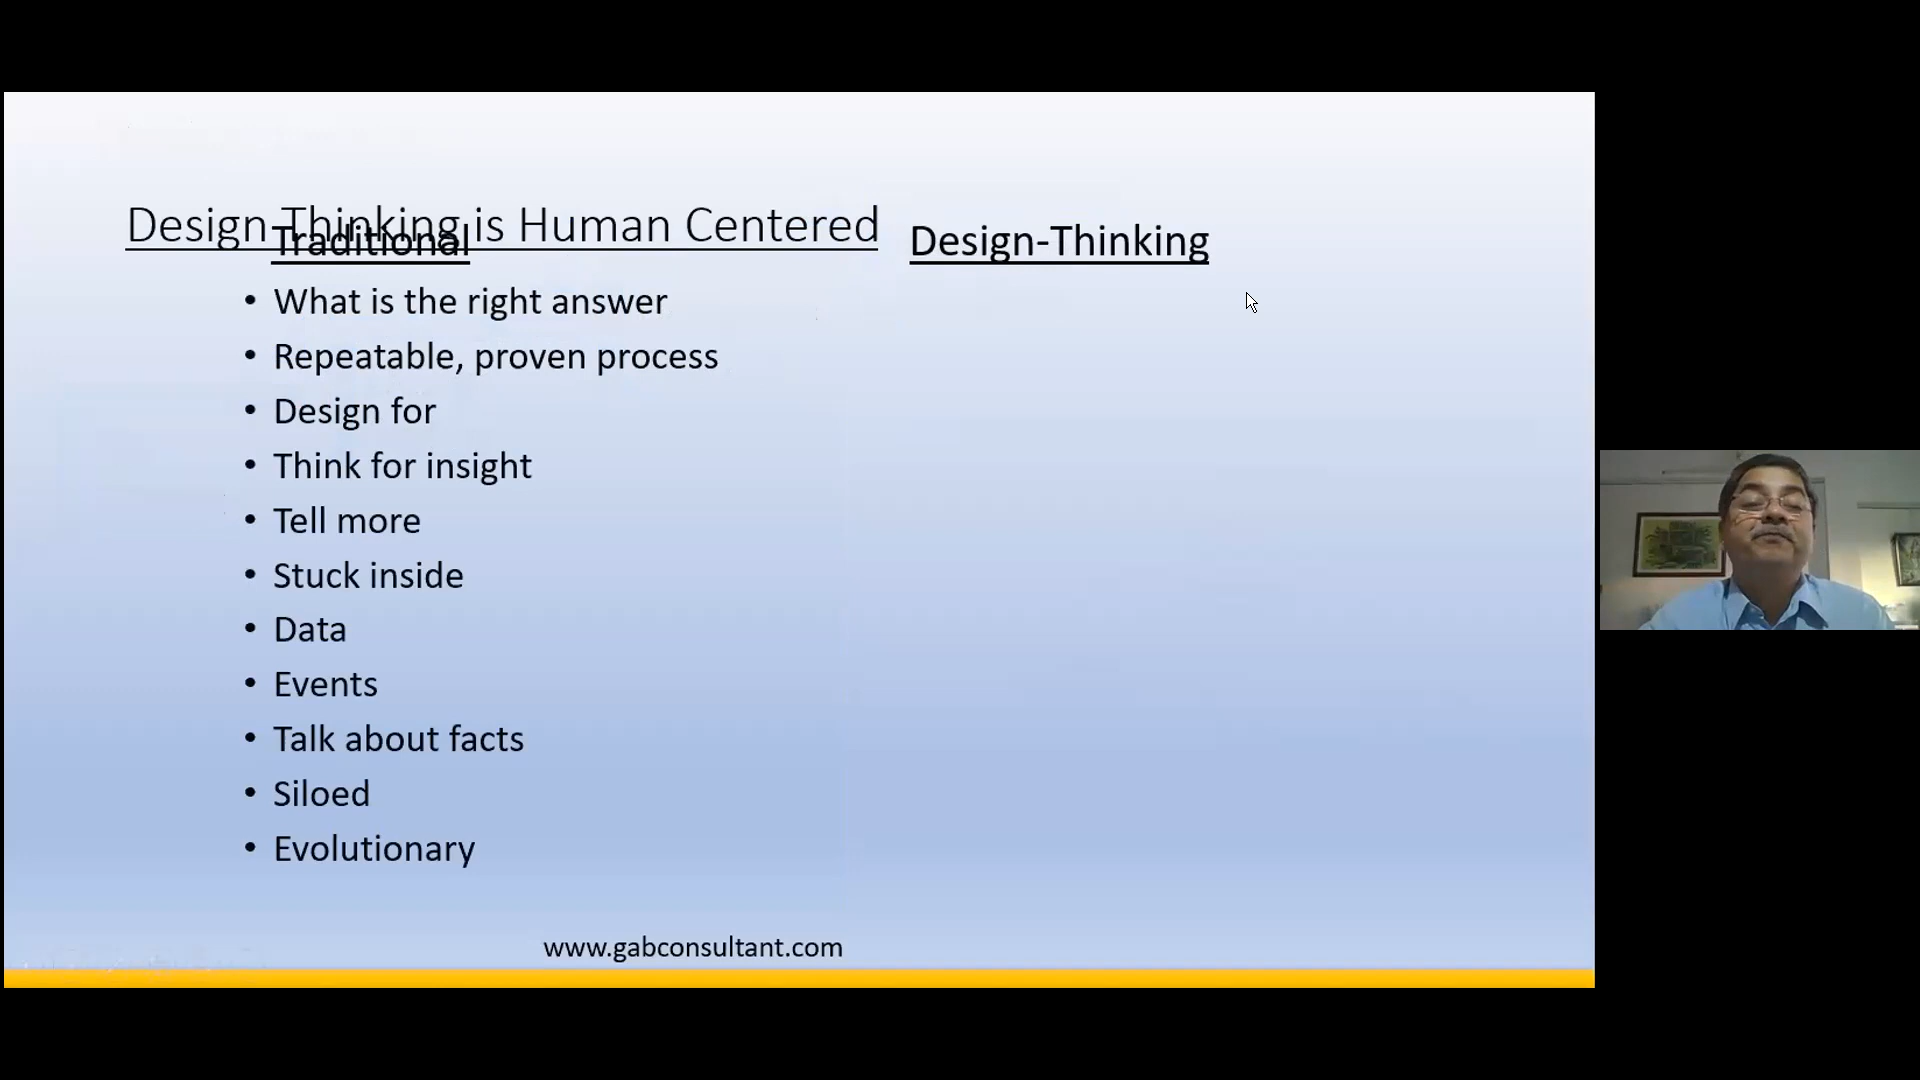 Design Thinking is Human Centered
Traditional
What is the right answer
Repeatable, proven process
Design for
Think for insight
Tell more
Stuck inside
Data
Events
Talk about facts
Siloed
Evolutionary
Design-Thinking
www.gabconsultant.com